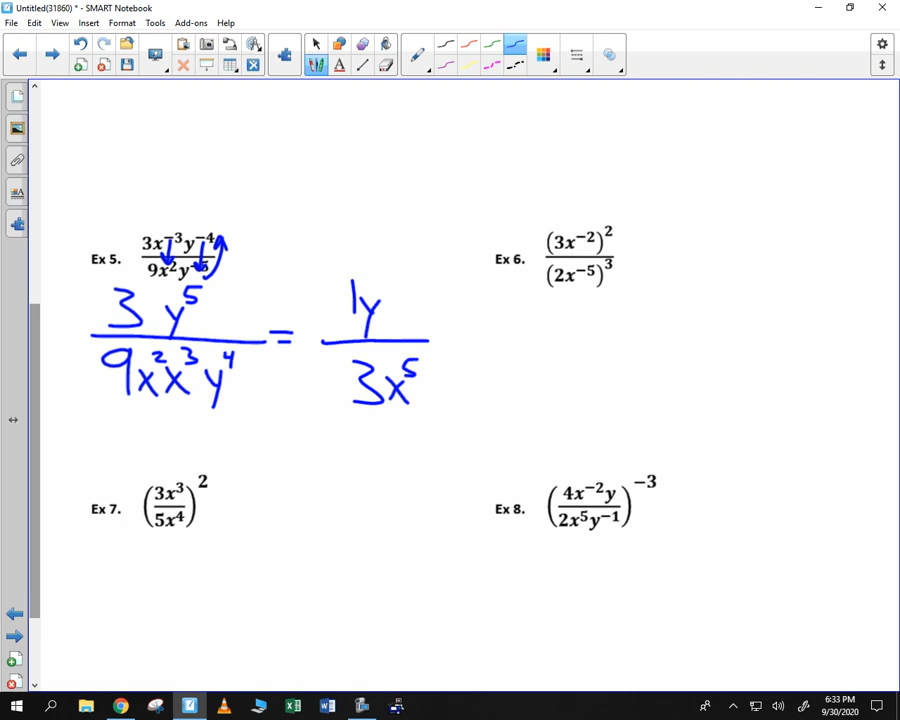 Untitled(31860) * - SMART Notebook
File Edit View Insert Format Tools Add-ons Help
Ex 5. 3x⁻³y⁻⁴
9x²y⁻⁵
3 y⁵
9x²x³y⁴
=
1y
3x⁵
Ex 6. (3x⁻²)²
(2x⁻⁵)³
Ex 7. (3x³
5x⁴)²
Ex 8. (4x⁻²y
2x⁵y⁻¹)⁻³
6:33 PM
9/30/2020